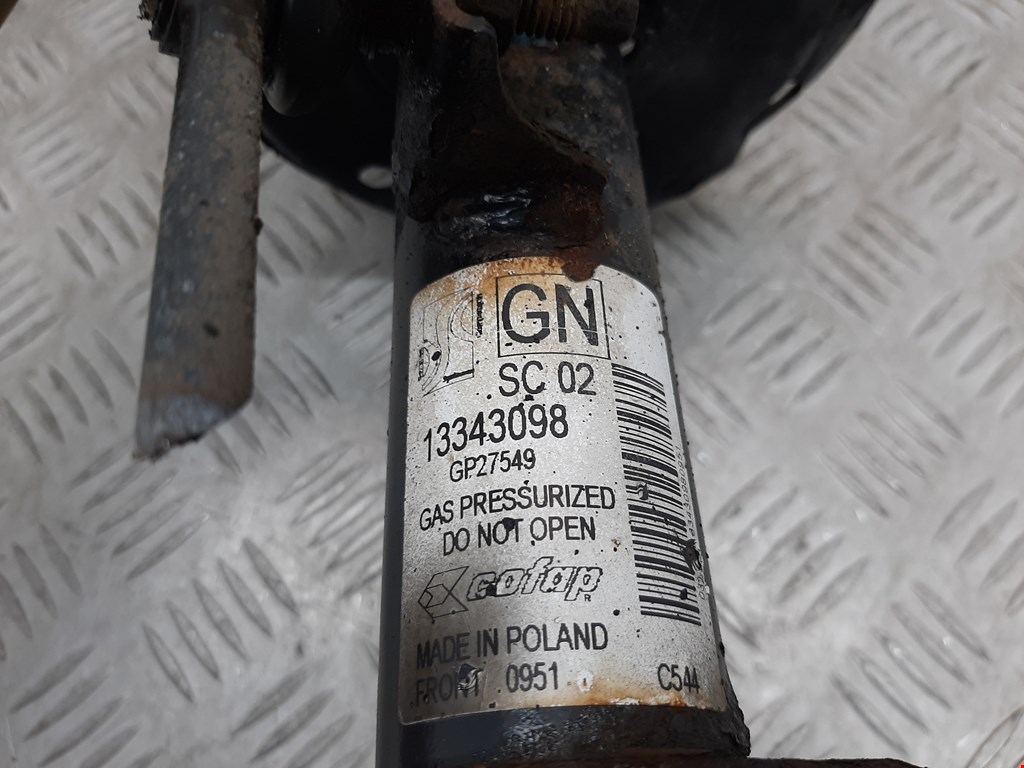 GN
SC 02
13343098
GP27549
GAS PRESSURIZED
DO NOT OPEN
cofap
R
MADE IN POLAND
FRONT 0951
C544